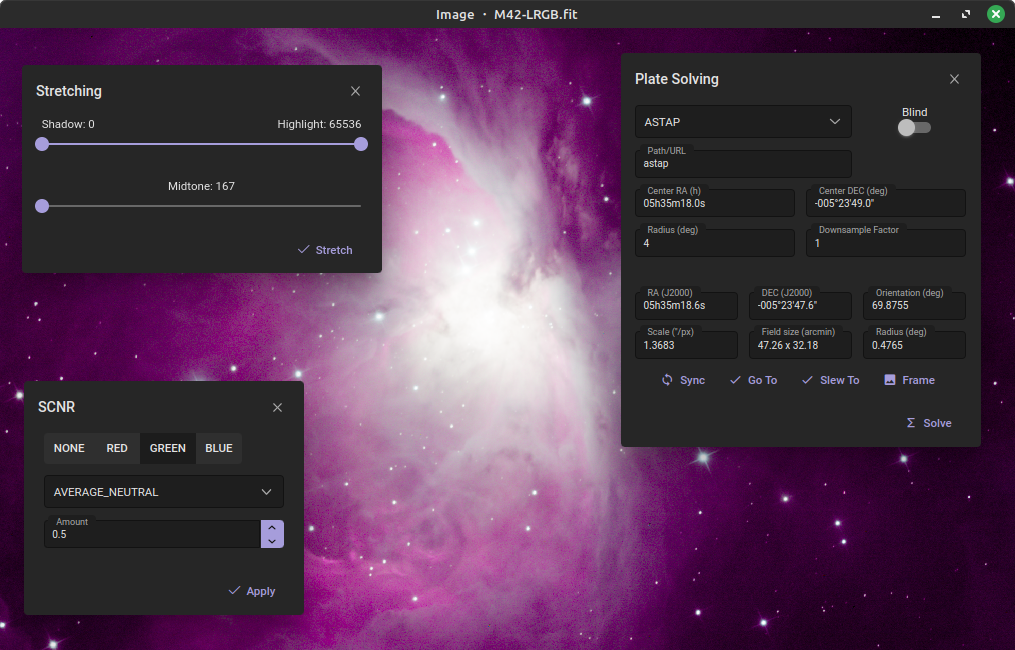 Image · M42-LRGB.fit
Stretching
Shadow: 0
Highlight: 65536
Midtone: 167
Stretch
Plate Solving
ASTAP
Blind
Path/URL
astap
Center RA (h)
05h35m18.0s
Center DEC (deg)
-005°23'49.0"
Radius (deg)
4
Downsample Factor
1
RA (J2000)
05h35m18.6s
DEC (J2000)
-005°23'47.6"
Orientation (deg)
69.8755
Scale ("/px)
1.3683
Field size (arcmin)
47.26 x 32.18
Radius (deg)
0.4765
Sync
Go To
Slew To
Frame
Σ Solve
SCNR
NONE RED GREEN BLUE
AVERAGE_NEUTRAL
Amount
0.5
Apply